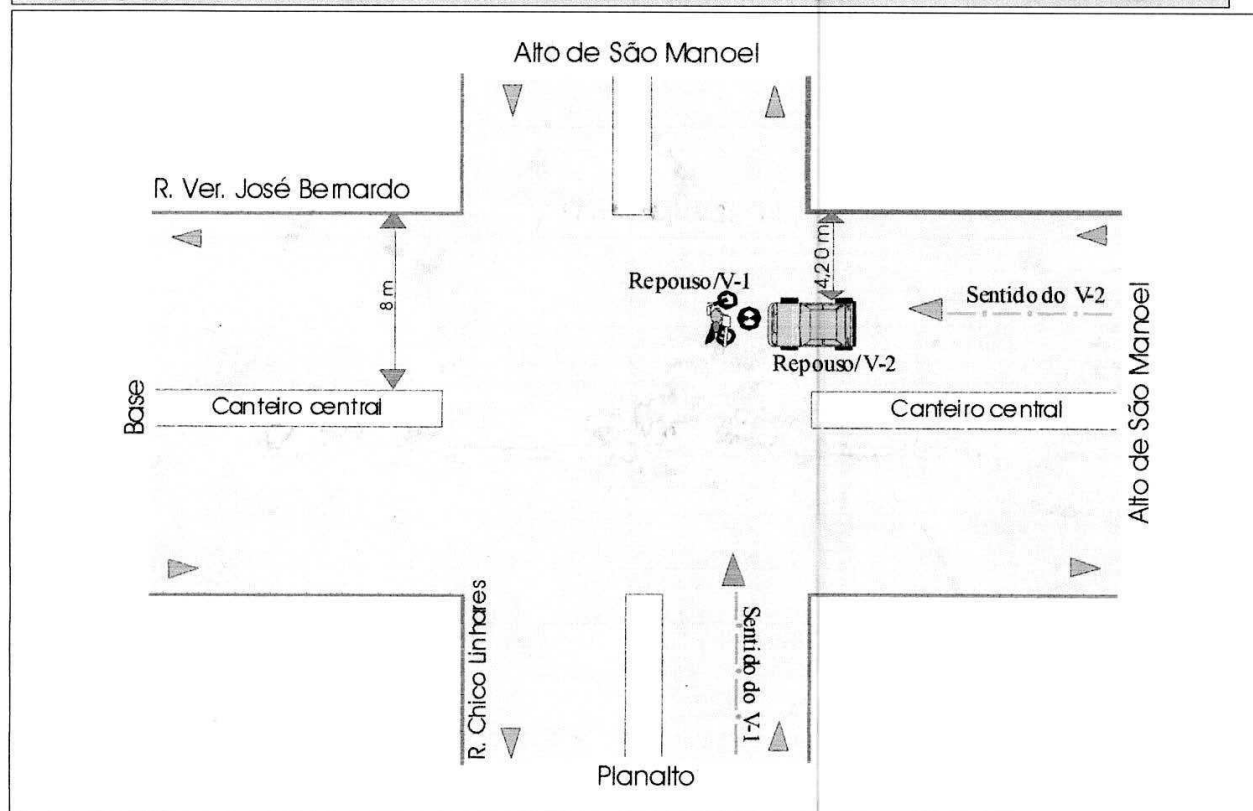 Alto de São Manoel
R. Ver. José Bernardo
8 m
4,20 m
Repouso/V-1
Sentido do V-2
Repouso/V-2
Base
Canteiro central
Canteiro central
Alto de São Manoel
R. Chico Linhares
Sentido do V-1
Planalto